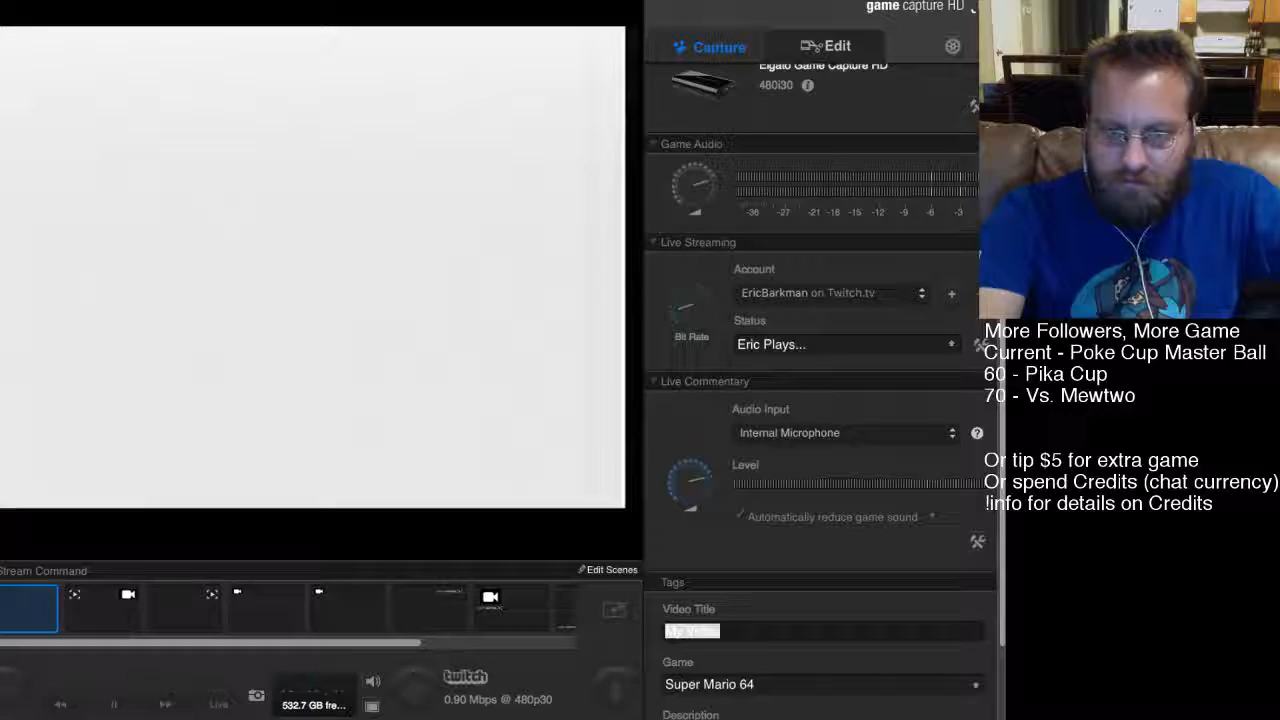 game capture HD
Capture
Edit
Elgato Game Capture HD
480i30
Game Audio
-36 -27 -21 -18 -15 -12 -9 -6 -3
Live Streaming
Account
EricBarkman on Twitch.tv
Bit Rate
Status
Eric Plays...
Live Commentary
Audio Input
Internal Microphone
Level
Automatically reduce game sound
Tags
Video Title
Game
Super Mario 64
Description
Stream Command
Edit Scenes
Live
532.7 GB fre...
twitch
0.90 Mbps @ 480p30
More Followers, More Game
Current - Poke Cup Master Ball
60 - Pika Cup
70 - Vs. Mewtwo
Or tip $5 for extra game
Or spend Credits (chat currency)
!info for details on Credits